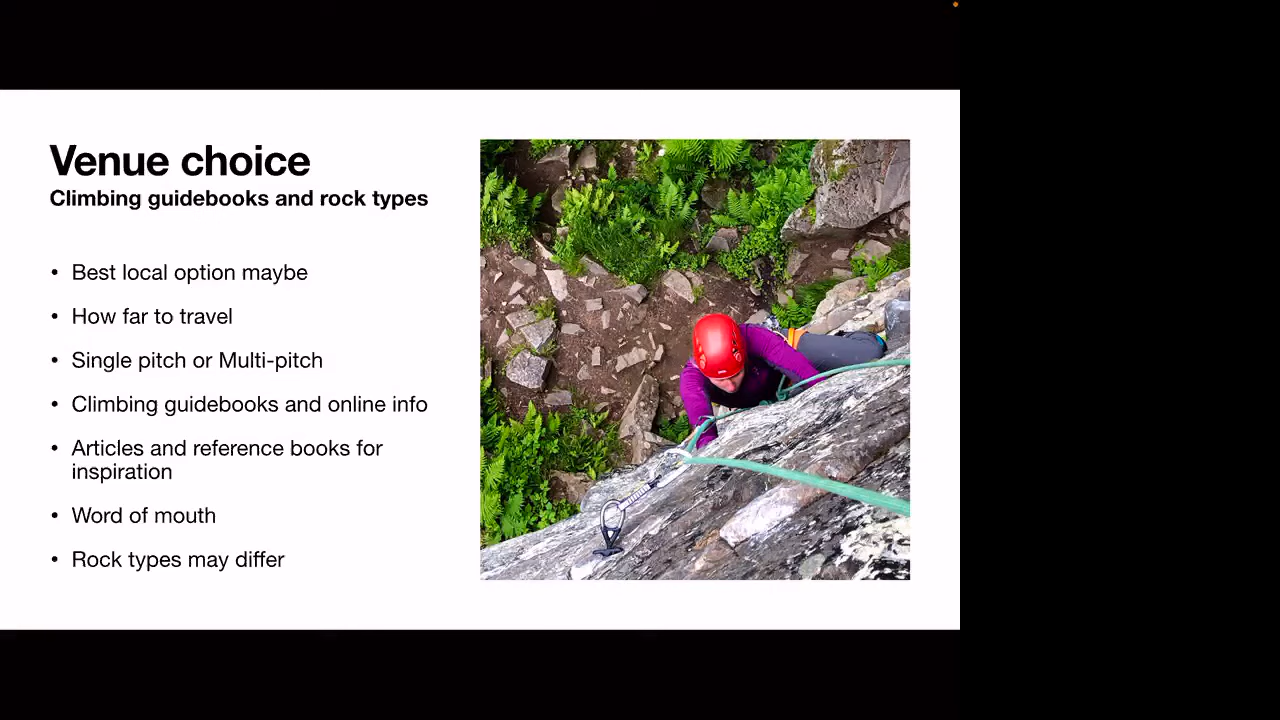 Venue choice
Climbing guidebooks and rock types
• Best local option maybe
• How far to travel
• Single pitch or Multi-pitch
• Climbing guidebooks and online info
• Articles and reference books for
inspiration
• Word of mouth
• Rock types may differ